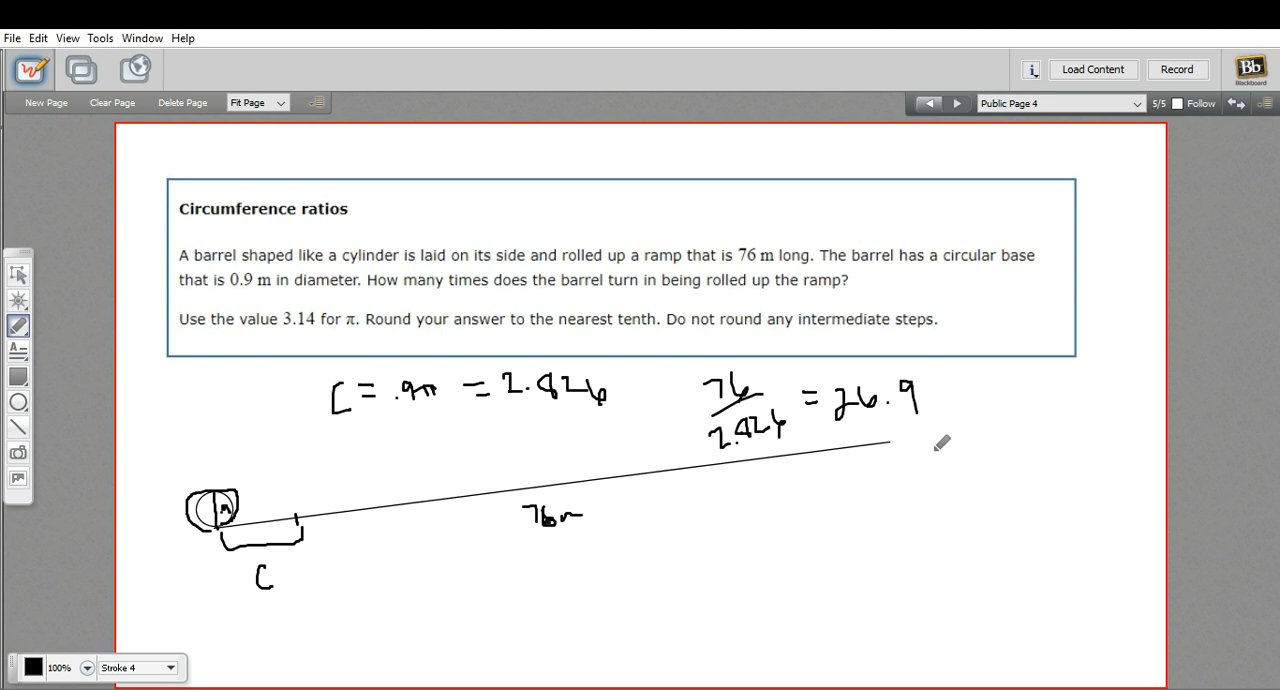 File Edit View Tools Window Help
i Load Content Record Bb
Blackboard
New Page Clear Page Delete Page Fit Page Public Page 4 5/5 Follow
Circumference ratios
A barrel shaped like a cylinder is laid on its side and rolled up a ramp that is 76 m long. The barrel has a circular base
that is 0.9 m in diameter. How many times does the barrel turn in being rolled up the ramp?
Use the value 3.14 for π. Round your answer to the nearest tenth. Do not round any intermediate steps.
C = .9π = 2.826
76
2.826
= 26.9
76m
C
A
100% Stroke 4